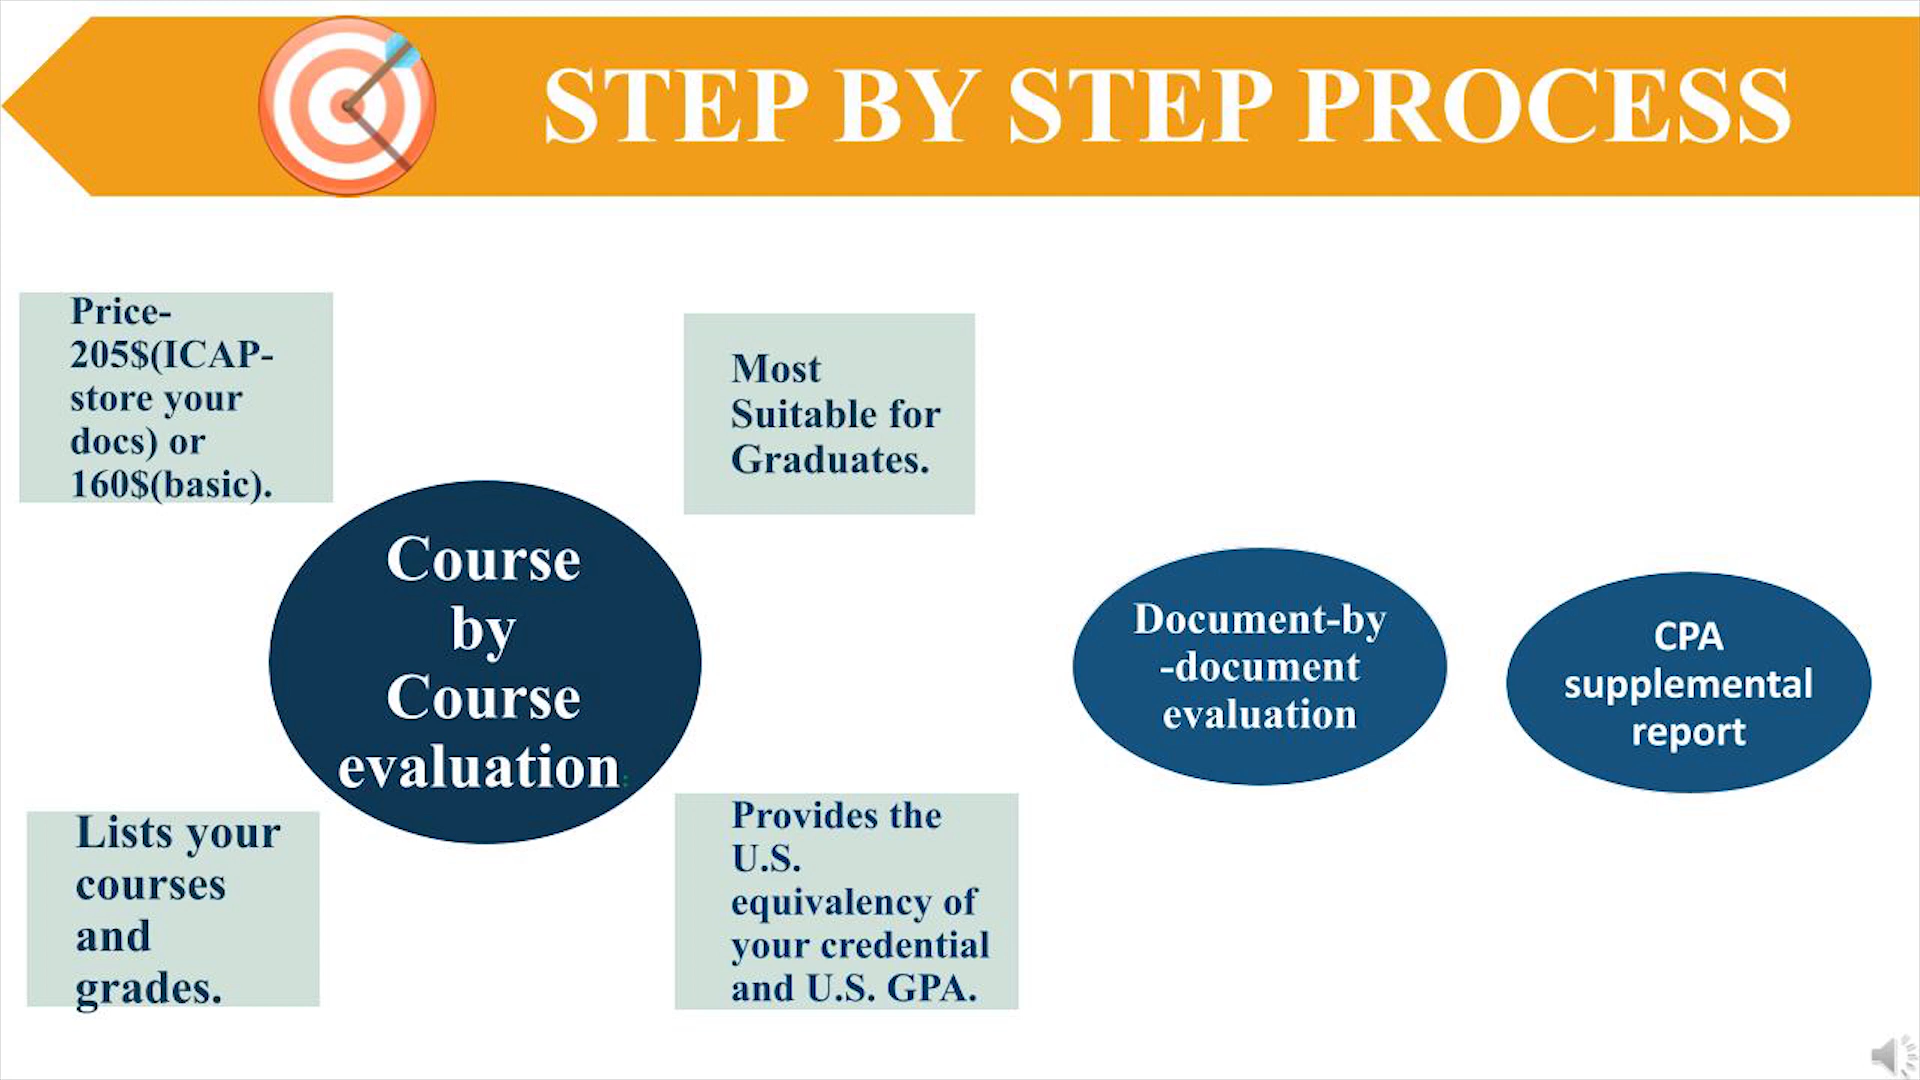 STEP BY STEP PROCESS
Price-
205$(ICAP-
store your
docs) or
160$(basic).
Most
Suitable for
Graduates.
Course
by
Course
evaluation:
Lists your
courses
and
grades.
Provides the
U.S.
equivalency of
your credential
and U.S. GPA.
Document-by
-document
evaluation
CPA
supplemental
report